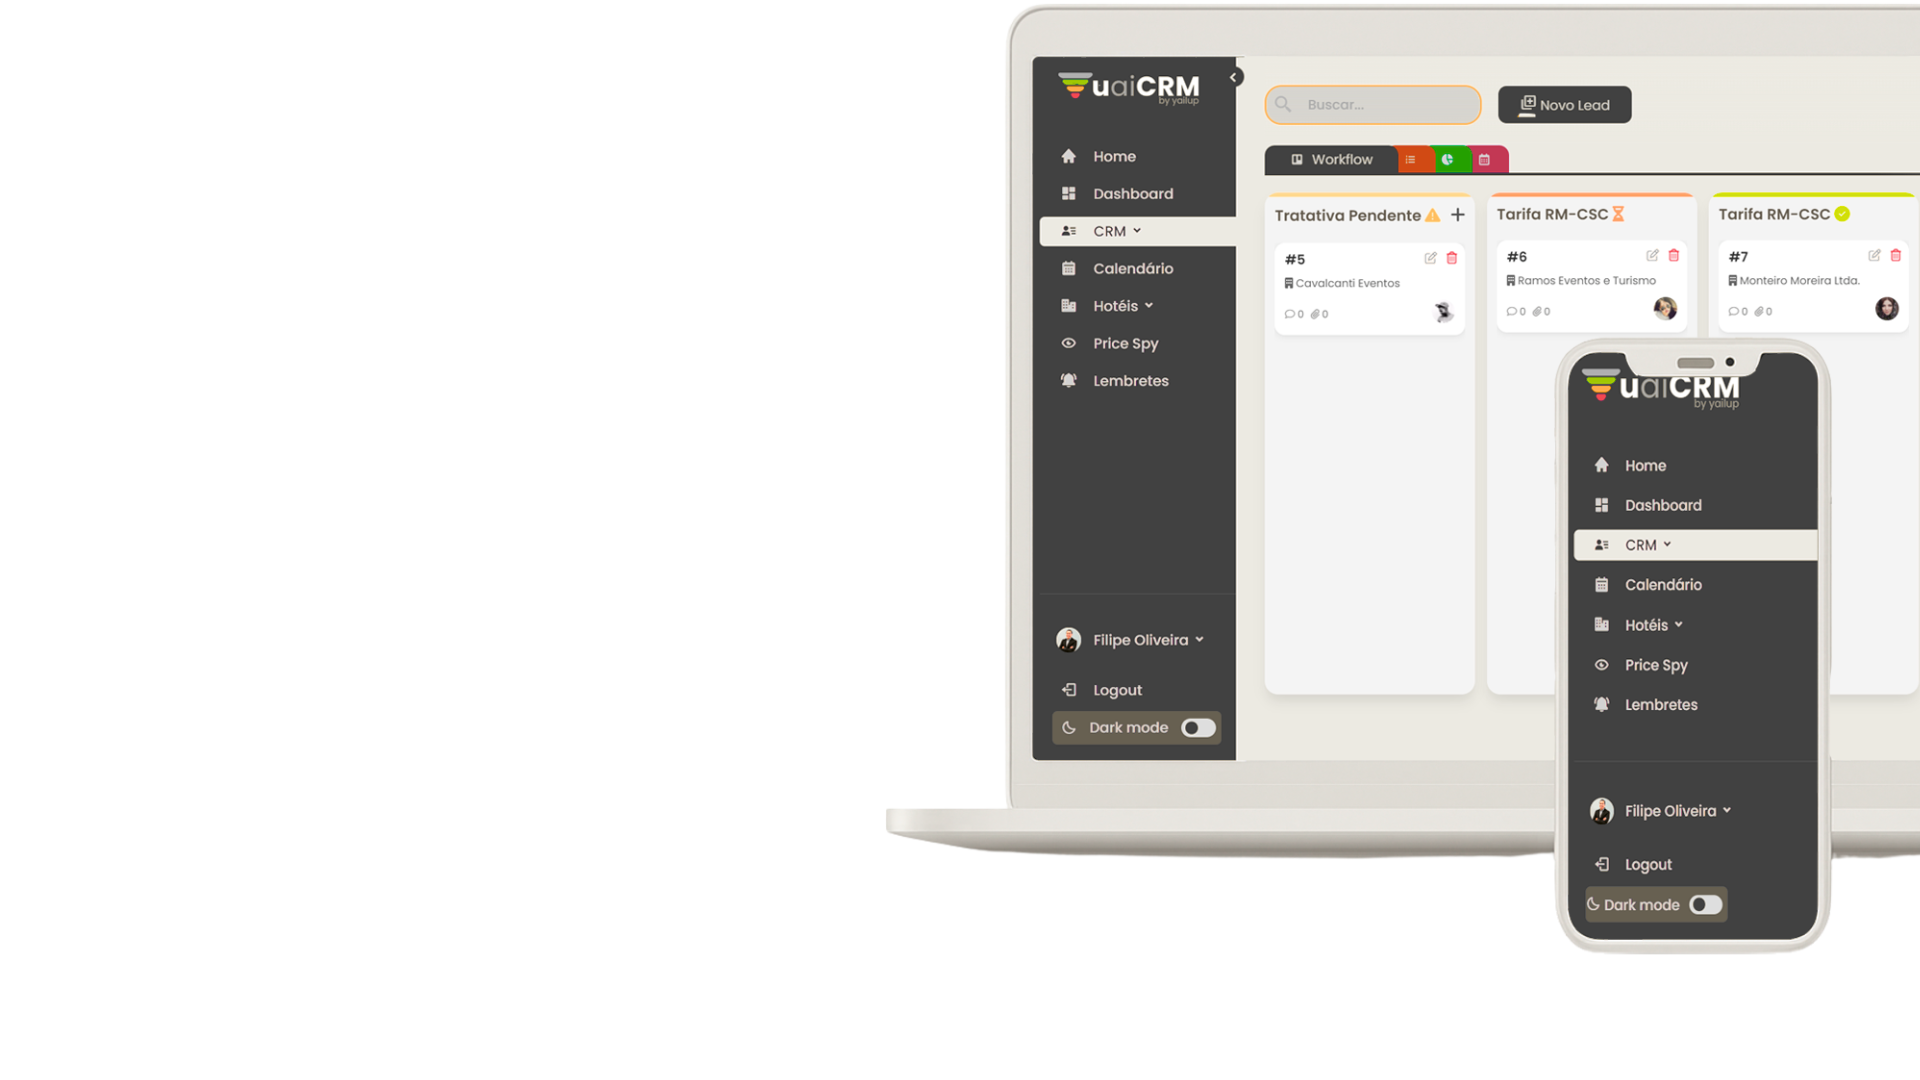 uaiCRM
by yailup
Home
Dashboard
CRM
Calendário
Hotéis
Price Spy
Lembretes
Filipe Oliveira
Logout
Dark mode
Buscar...
Novo Lead
Workflow
Tratativa Pendente
#5
Cavalcanti Eventos
0 0
Tarifa RM-CSC
#6
Ramos Eventos e Turismo
0 0
Tarifa RM-CSC
#7
Monteiro Moreira Ltda.
0 0
uaiCRM
by yailup
Home
Dashboard
CRM
Calendário
Hotéis
Price Spy
Lembretes
Filipe Oliveira
Logout
Dark mode